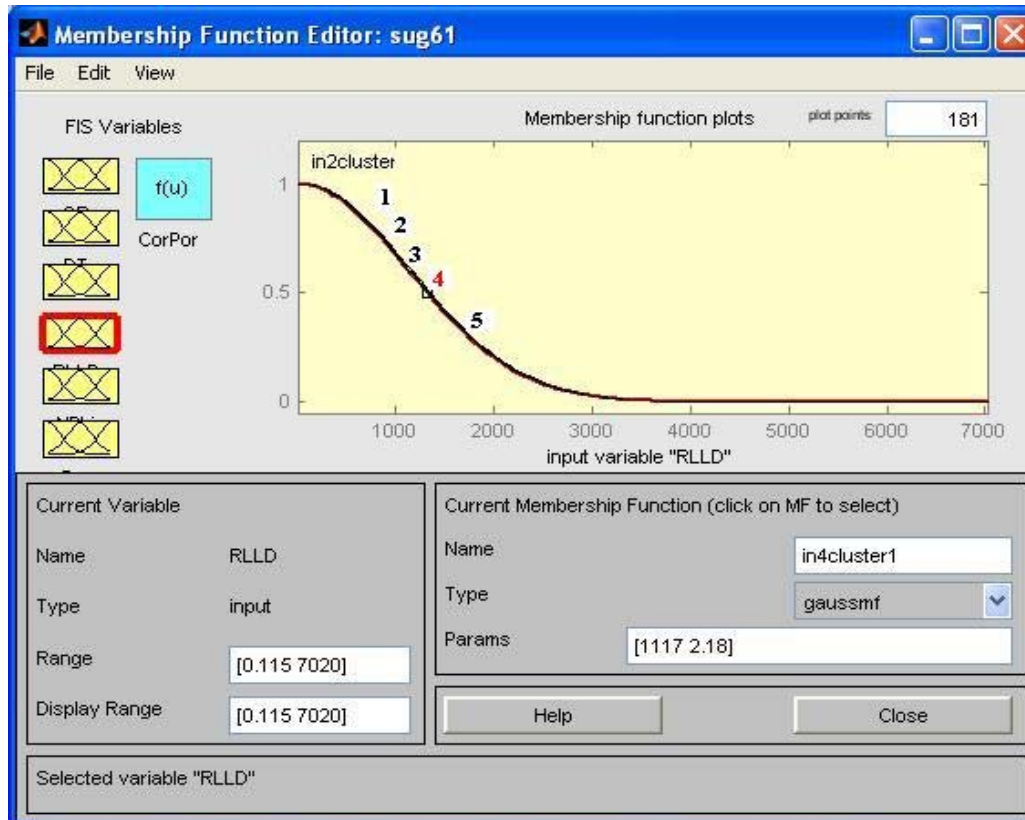 Membership Function Editor: sug61
File Edit View
FIS Variables
f(u)
CorPor
Membership function plots
plot points:
181
in2cluster
1
0.5
0
1
2
3
4
5
1000 2000 3000 4000 5000 6000 7000
input variable "RLLD"
Current Variable
Name RLLD
Type input
Range [0.115 7020]
Display Range [0.115 7020]
Current Membership Function (click on MF to select)
Name in4cluster1
Type gaussmf
Params [1117 2.18]
Help Close
Selected variable "RLLD"